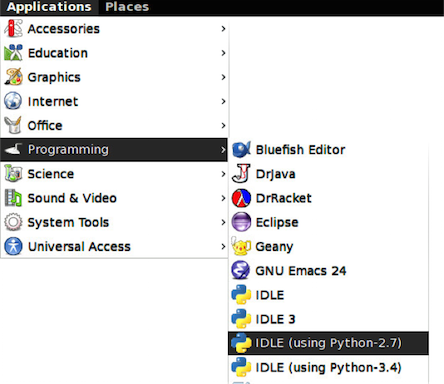 Applications Places
Accessories
Education
Graphics
Internet
Office
Programming
Science
Sound & Video
System Tools
Universal Access
Bluefish Editor
DrJava
DrRacket
Eclipse
Geany
GNU Emacs 24
IDLE
IDLE 3
IDLE (using Python-2.7)
IDLE (using Python-3.4)